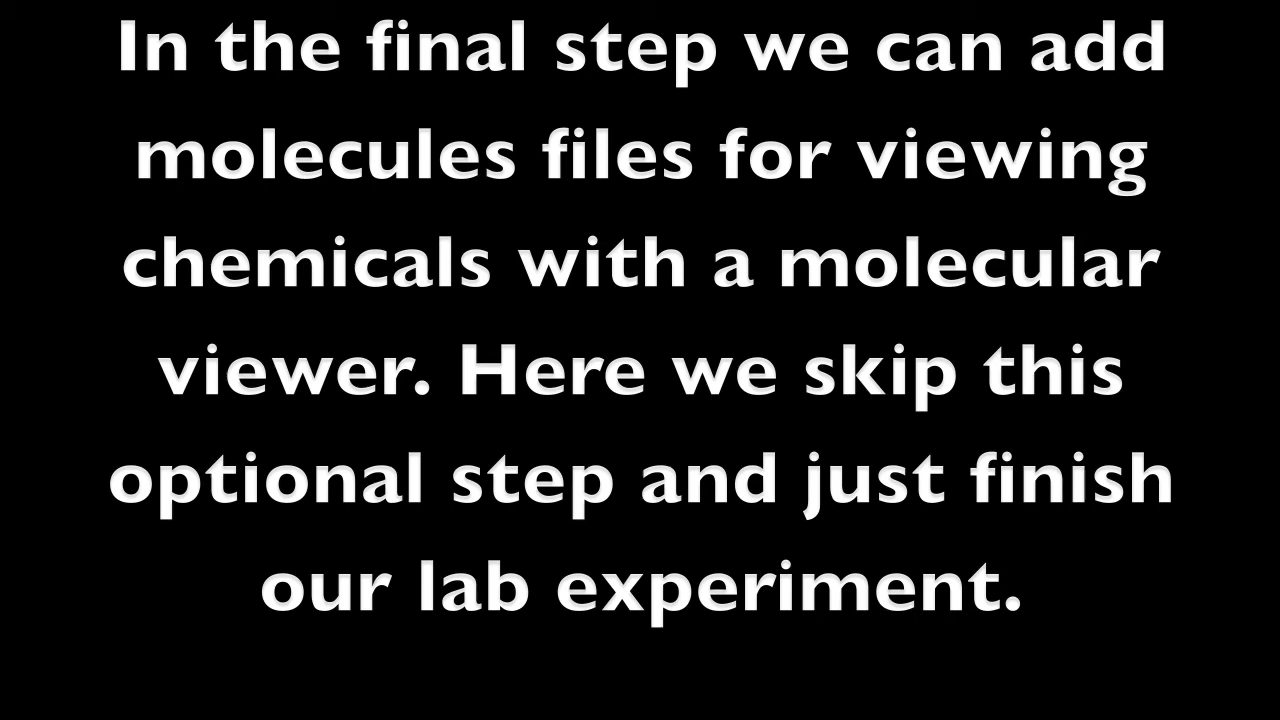 In the final step we can add
molecules files for viewing
chemicals with a molecular
viewer. Here we skip this
optional step and just finish
our lab experiment.